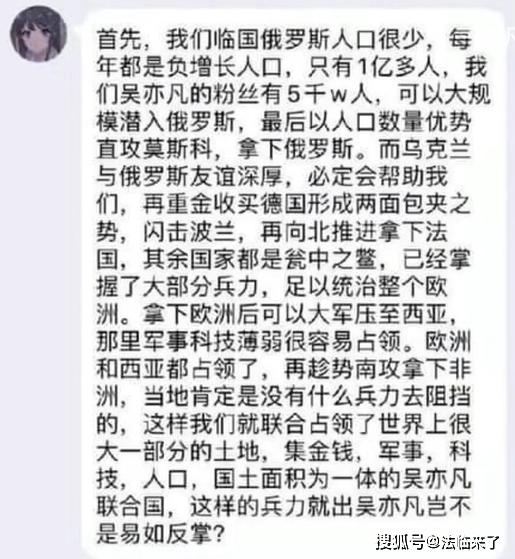 首先，我们临国俄罗斯人口很少，每
年都是负增长人口，只有1亿多人，我
们吴亦凡的粉丝有5千w人，可以大规
模潜入俄罗斯，最后以人口数量优势
直攻莫斯科，拿下俄罗斯。而乌克兰
与俄罗斯友谊深厚，必定会帮助我
们，再重金收买德国形成两面包夹之
势，闪击波兰，再向北推进拿下法
国，其余国家都是瓮中之鳖，已经掌
握了大部分兵力，足以统治整个欧
洲。拿下欧洲后可以大军压至西亚，
那里军事科技薄弱很容易占领。欧洲
和西亚都占领了，再趁势南攻拿下非
洲，当地肯定是没有什么兵力去阻挡
的，这样我们就联合占领了世界上很
大一部分的土地，集金钱，军事，科
技，人口，国土面积为一体的吴亦凡
联合国，这样的兵力就出吴亦凡岂不
是易如反掌？
搜狐号@法临来了